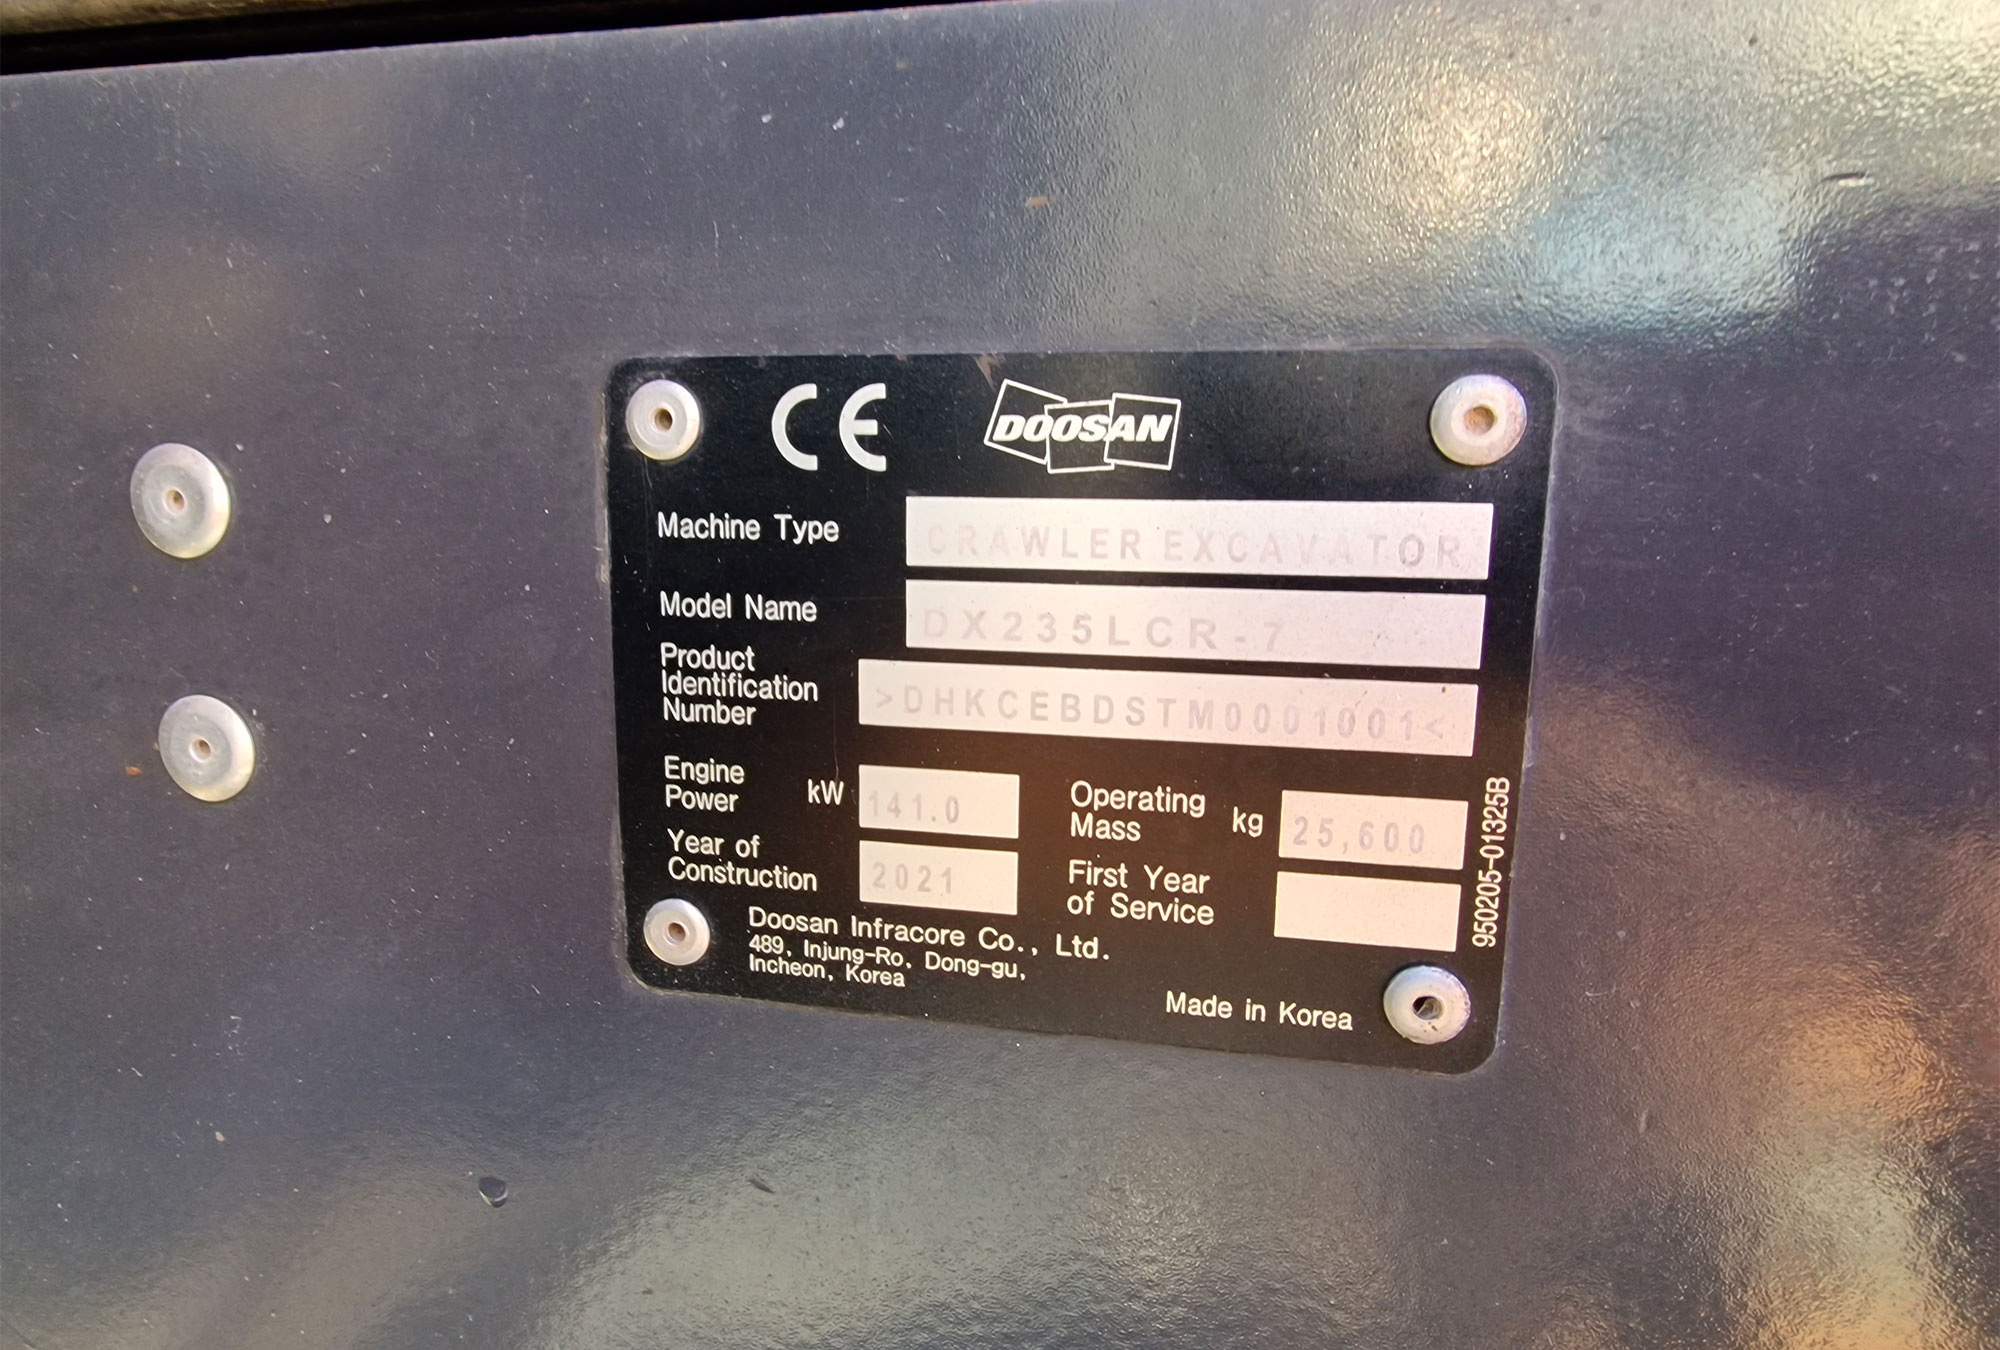 CE DOOSAN
Machine Type CRAWLER EXCAVATOR
Model Name DX235LCR-7
Product
Identification
Number >DHKCEBDSTM0001001<
Engine
Power kW 141.0
Operating
Mass kg 25,600
Year of
Construction 2021
First Year
of Service
Doosan Infracore Co., Ltd.
489, Injung-Ro, Dong-gu,
Incheon, Korea
Made in Korea
950205-01325B